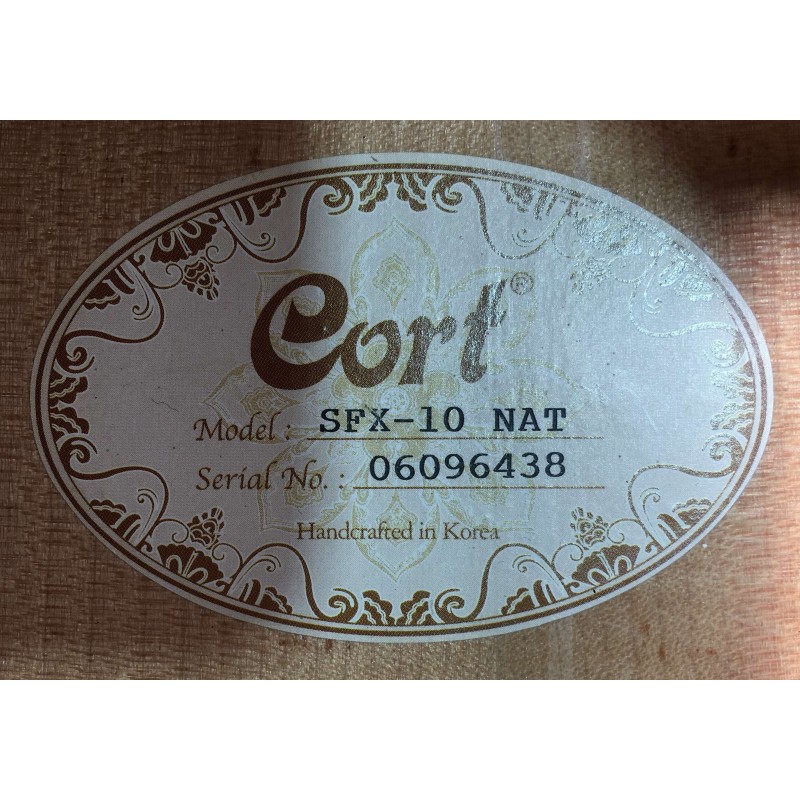 Cort®
Model : SFX-10 NAT
Serial No. : 06096438
Handcrafted in Korea